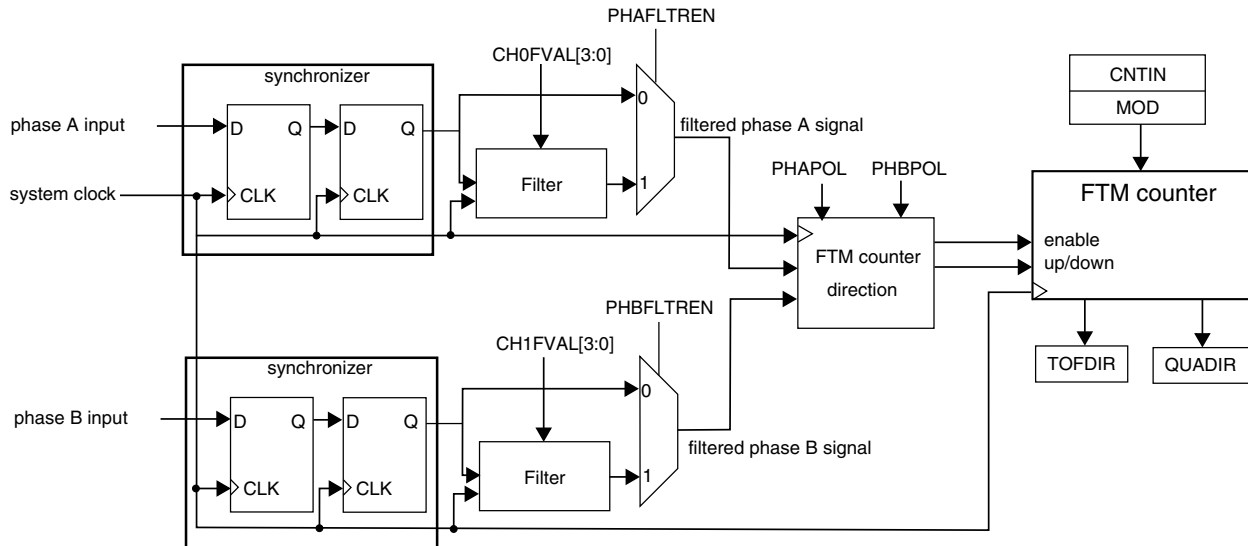 PHAFLTREN
CH0FVAL[3:0]
synchronizer
CNTIN
MOD
phase A input
D Q D Q
0
filtered phase A signal
system clock
CLK CLK
Filter
1
PHAPOL PHBPOL
FTM counter
enable
up/down
FTM counter
direction
PHBFLTREN
CH1FVAL[3:0]
synchronizer
TOFDIR QUADIR
phase B input
D Q D Q
0
filtered phase B signal
CLK CLK
Filter
1